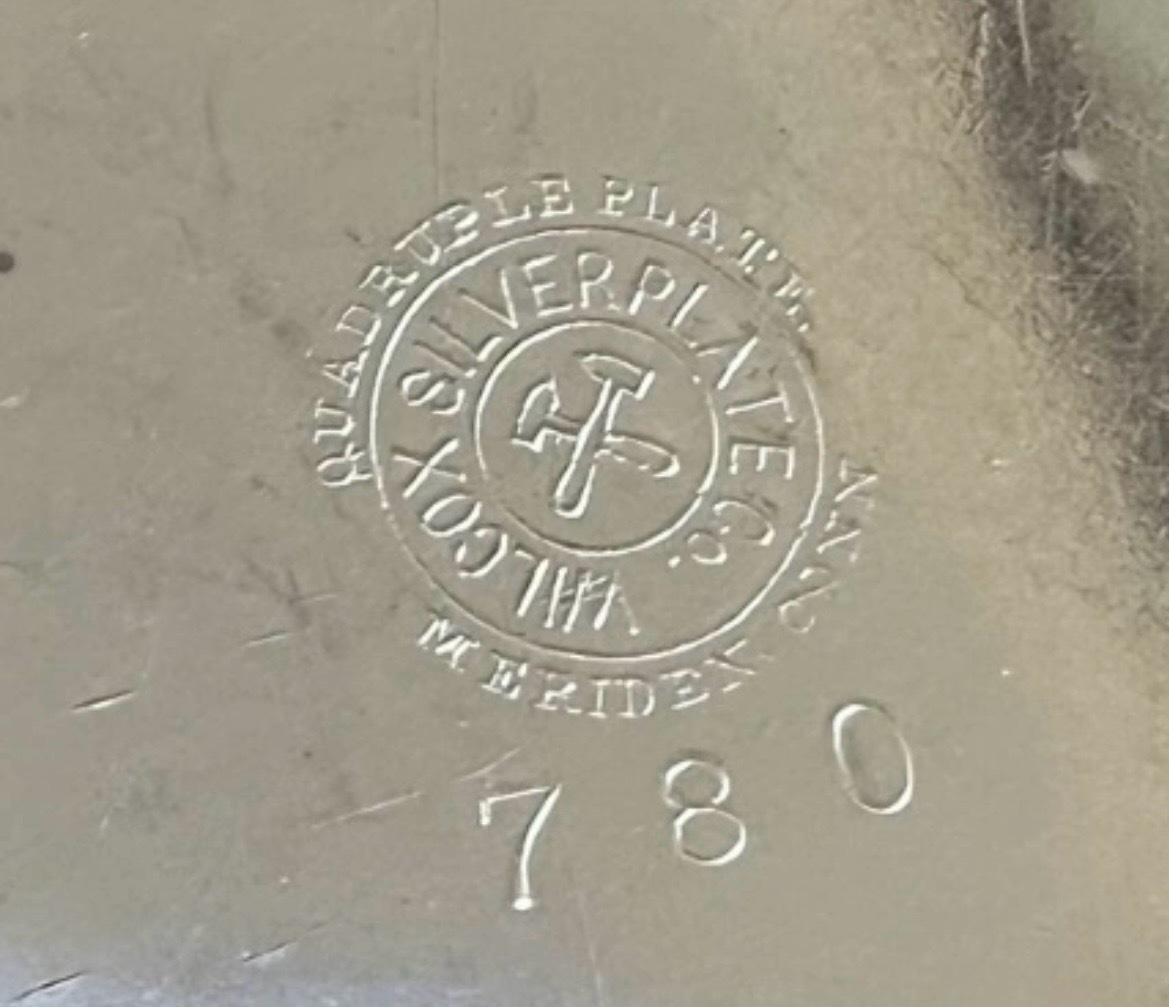 QUADRUPLE PLATE.
WILCOX SILVERPLATE Co.
MERIDEN CONN
780